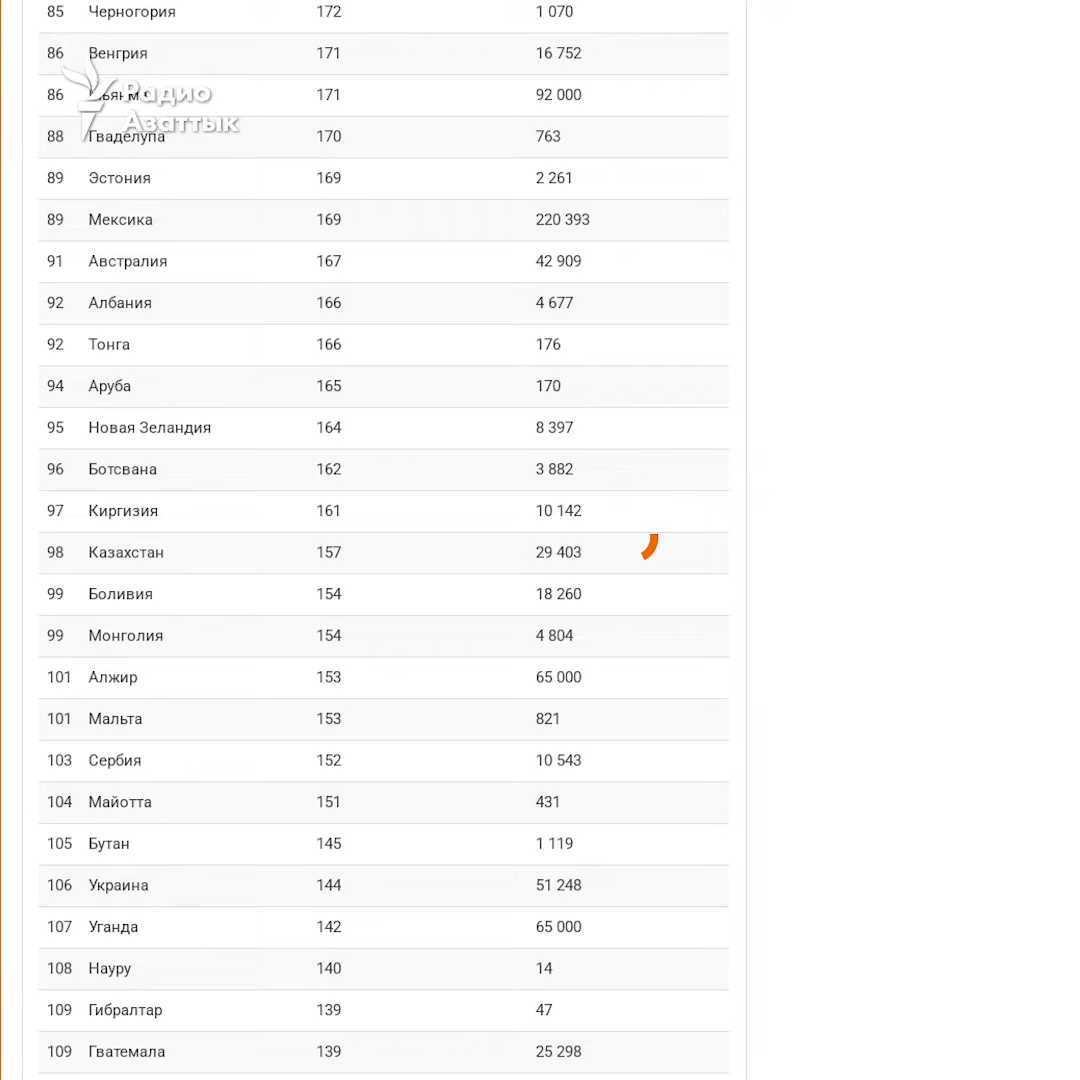 85 Черногория 172 1 070
86 Венгрия 171 16 752
86 171 92 000
Радио
Азаттык
88 Гваделупа 170 763
89 Эстония 169 2 261
89 Мексика 169 220 393
91 Австралия 167 42 909
92 Албания 166 4 677
92 Тонга 166 176
94 Аруба 165 170
95 Новая Зеландия 164 8 397
96 Ботсвана 162 3 882
97 Киргизия 161 10 142
98 Казахстан 157 29 403
99 Боливия 154 18 260
99 Монголия 154 4 804
101 Алжир 153 65 000
101 Мальта 153 821
103 Сербия 152 10 543
104 Майотта 151 431
105 Бутан 145 1 119
106 Украина 144 51 248
107 Уганда 142 65 000
108 Науру 140 14
109 Гибралтар 139 47
109 Гватемала 139 25 298